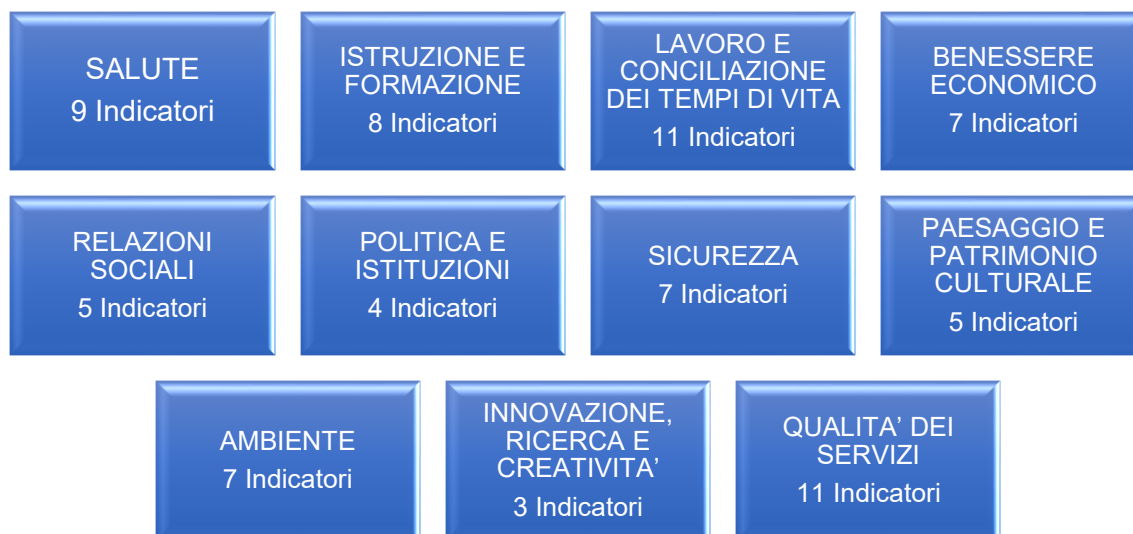 SALUTE
9 Indicatori
ISTRUZIONE E
FORMAZIONE
8 Indicatori
LAVORO E
CONCILIAZIONE
DEI TEMPI DI VITA
11 Indicatori
BENESSERE
ECONOMICO
7 Indicatori
RELAZIONI
SOCIALI
5 Indicatori
POLITICA E
ISTITUZIONI
4 Indicatori
SICUREZZA
7 Indicatori
PAESAGGIO E
PATRIMONIO
CULTURALE
5 Indicatori
AMBIENTE
7 Indicatori
INNOVAZIONE,
RICERCA E
CREATIVITA’
3 Indicatori
QUALITA’ DEI
SERVIZI
11 Indicatori